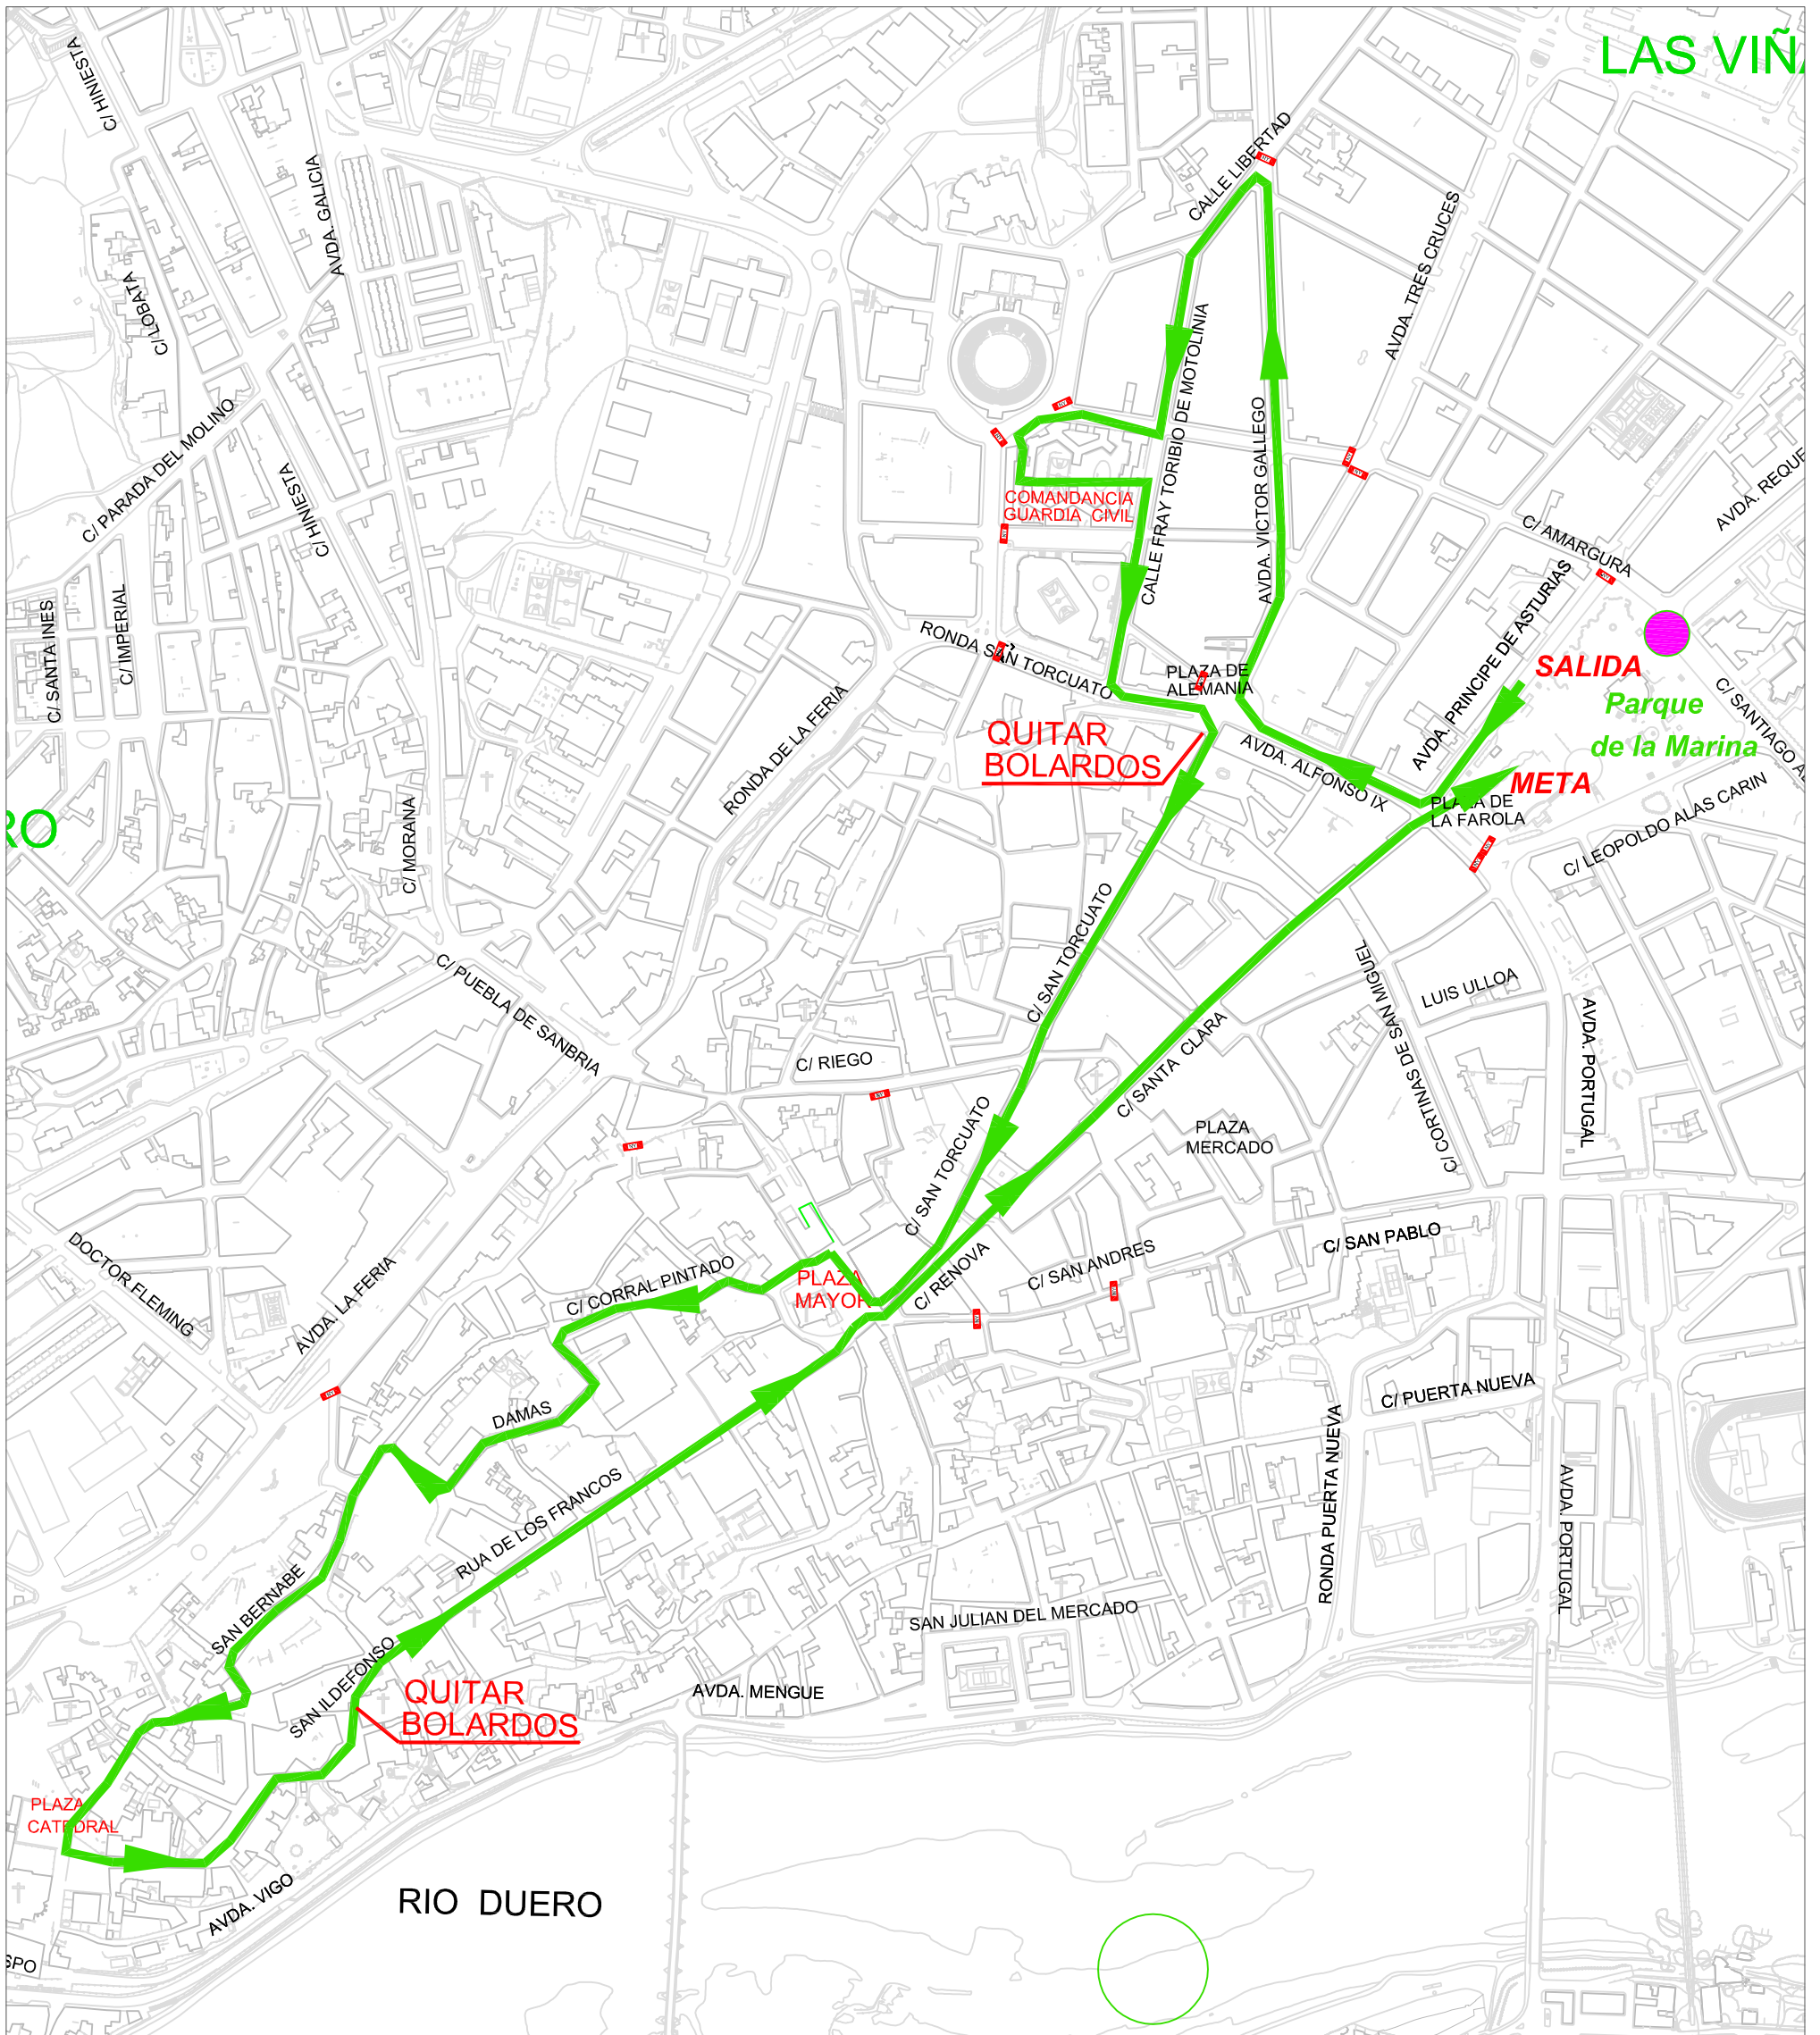 LAS VIÑA
C/ HINIESTA
AVDA. GALICIA
CALLE LIBERTAD
AVDA. TRES CRUCES
C/ LOBATA
CALLE FRAY TORIBIO DE MOTOLINIA
AVDA. VICTOR GALLEGO
C/ PARADA DEL MOLINO
C/ HINIESTA
AVDA. REQUE
COMANDANCIA
GUARDIA CIVIL
C/ AMARGURA
C/ SANTA INES
C/ IMPERIAL
AVDA. PRINCIPE DE ASTURIAS
RONDA SAN TORCUATO
PLAZA DE
ALEMANIA
SALIDA
Parque
de la Marina
C/ SANTIAGO AL
RONDA DE LA FERIA
QUITAR
BOLARDOS
AVDA. ALFONSO IX
META
PLAZA DE
LA FAROLA
RO
C/ MORANA
C/ LEOPOLDO ALAS CARIN
C/ SAN TORCUATO
C/ PUEBLA DE SANBRIA
C/ CORTINAS DE SAN MIGUEL
LUIS ULLOA
AVDA. PORTUGAL
C/ RIEGO
C/ SANTA CLARA
C/ SAN TORCUATO
PLAZA
MERCADO
DOCTOR FLEMING
AVDA. LA FERIA
C/ CORRAL PINTADO
PLAZA
MAYOR
C/ RENOVA
C/ SAN ANDRES
C/ SAN PABLO
C/ PUERTA NUEVA
DAMAS
RONDA PUERTA NUEVA
AVDA. PORTUGAL
RUA DE LOS FRANCOS
SAN BERNABE
SAN JULIAN DEL MERCADO
SAN ILDEFONSO
QUITAR
BOLARDOS
AVDA. MENGUE
PLAZA
CATEDRAL
AVDA. VIGO
RIO DUERO
SPO